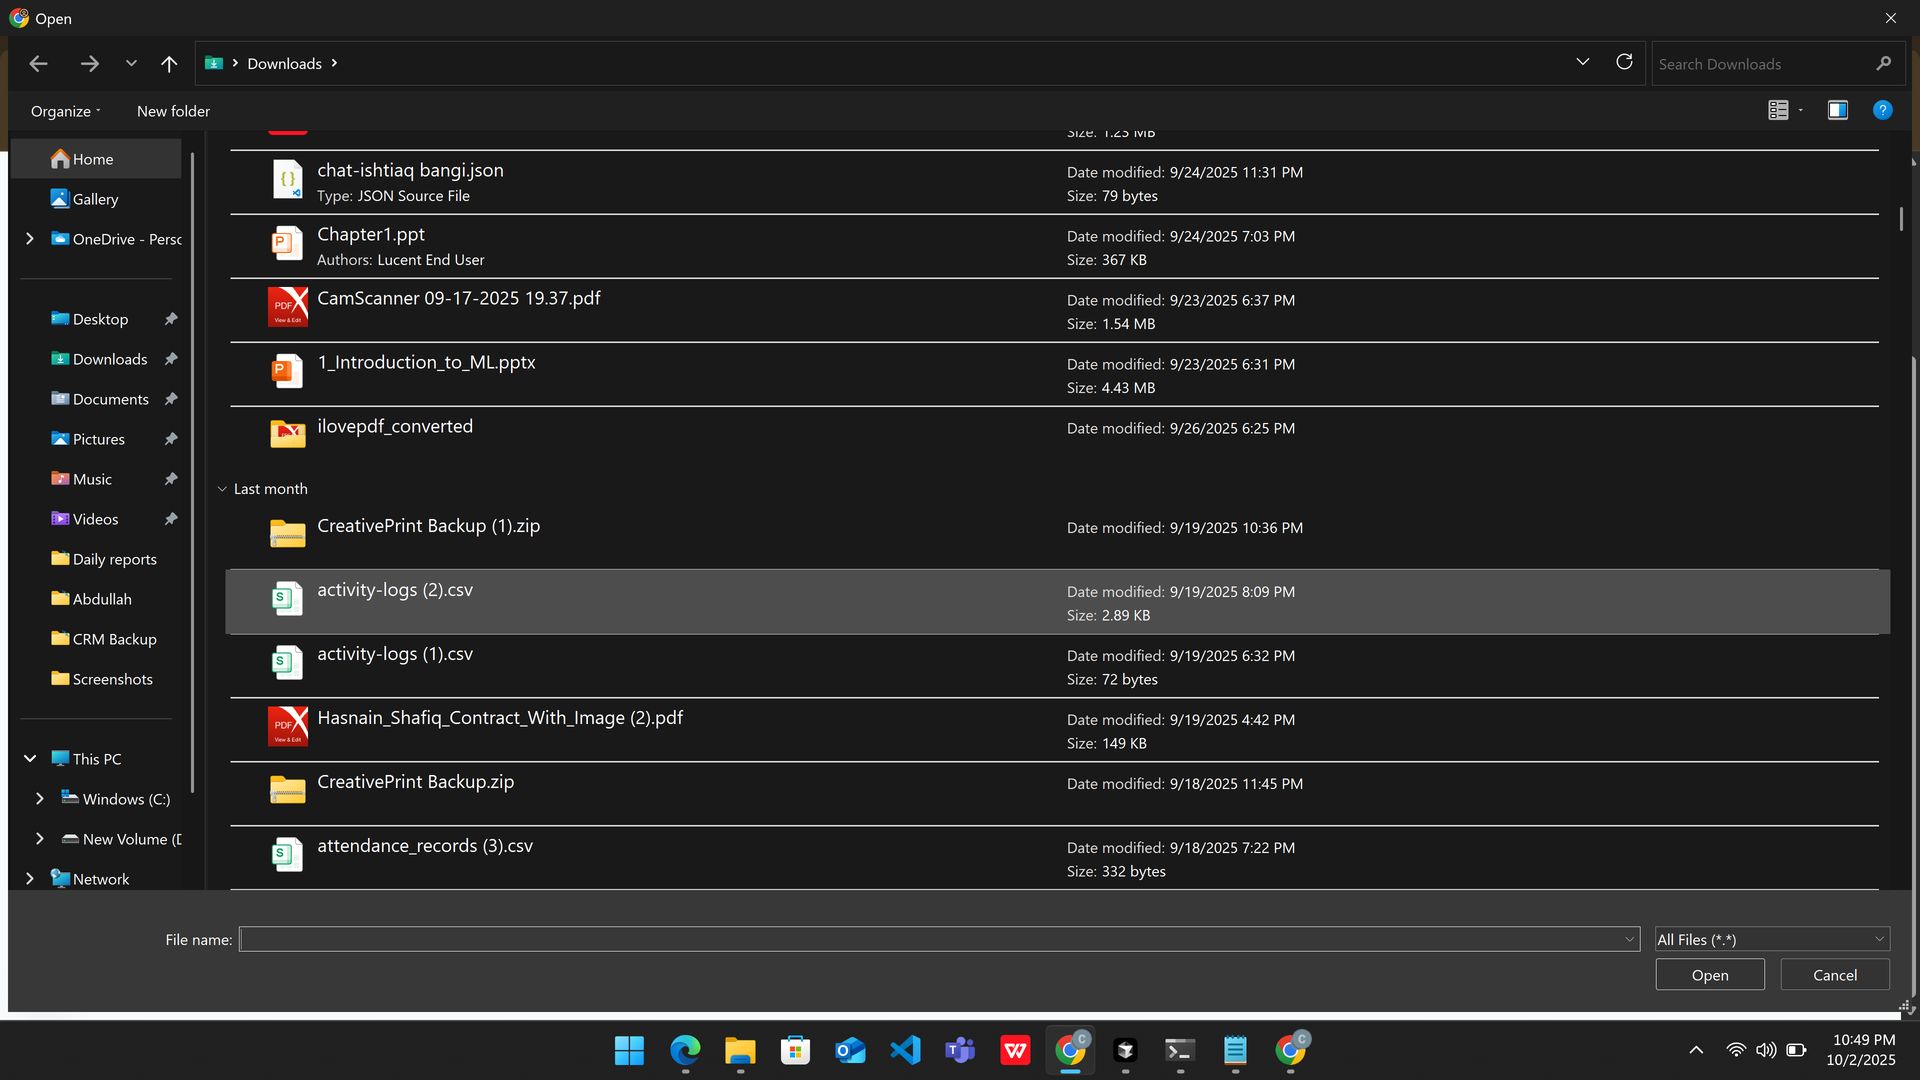 Open
Downloads
Search Downloads
Organize
New folder
Home
Gallery
OneDrive - Persc
Desktop
Downloads
Documents
Pictures
Music
Videos
Daily reports
Abdullah
CRM Backup
Screenshots
This PC
Windows (C:)
New Volume (D
Network
Size: 1.23 MB
chat-ishtiaq bangi.json
Date modified: 9/24/2025 11:31 PM
Type: JSON Source File
Size: 79 bytes
Chapter1.ppt
Date modified: 9/24/2025 7:03 PM
Authors: Lucent End User
Size: 367 KB
CamScanner 09-17-2025 19.37.pdf
Date modified: 9/23/2025 6:37 PM
Size: 1.54 MB
1_Introduction_to_ML.pptx
Date modified: 9/23/2025 6:31 PM
Size: 4.43 MB
ilovepdf_converted
Date modified: 9/26/2025 6:25 PM
Last month
CreativePrint Backup (1).zip
Date modified: 9/19/2025 10:36 PM
activity-logs (2).csv
Date modified: 9/19/2025 8:09 PM
Size: 2.89 KB
activity-logs (1).csv
Date modified: 9/19/2025 6:32 PM
Size: 72 bytes
Hasnain_Shafiq_Contract_With_Image (2).pdf
Date modified: 9/19/2025 4:42 PM
Size: 149 KB
CreativePrint Backup.zip
Date modified: 9/18/2025 11:45 PM
attendance_records (3).csv
Date modified: 9/18/2025 7:22 PM
Size: 332 bytes
File name:
All Files (*.*)
Open
Cancel
10:49 PM
10/2/2025